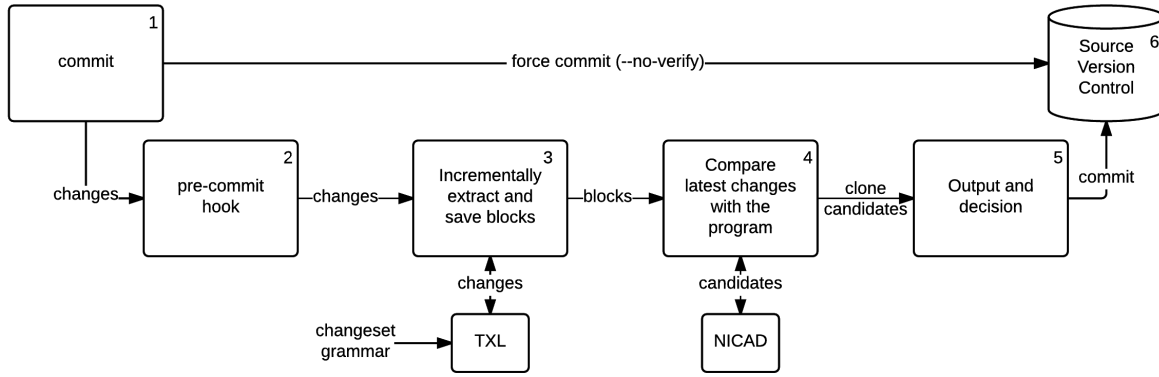 1
commit
force commit (--no-verify)
6
Source
Version
Control
changes
2
pre-commit
hook
changes
3
Incrementally
extract and
save blocks
blocks
4
Compare
latest changes
with the
program
clone
candidates
5
Output and
decision
commit
changes
candidates
changeset
grammar
TXL
NICAD